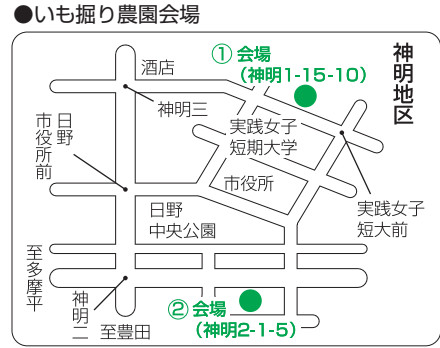 ●いも掘り農園会場
① 会場
（神明1-15-10）
神明地区
酒店
神明三
実践女子
短期大学
日野
市役所前
市役所
実践女子
短大前
日野
中央公園
至多摩平
神明二
至豊田
② 会場
（神明2-1-5）